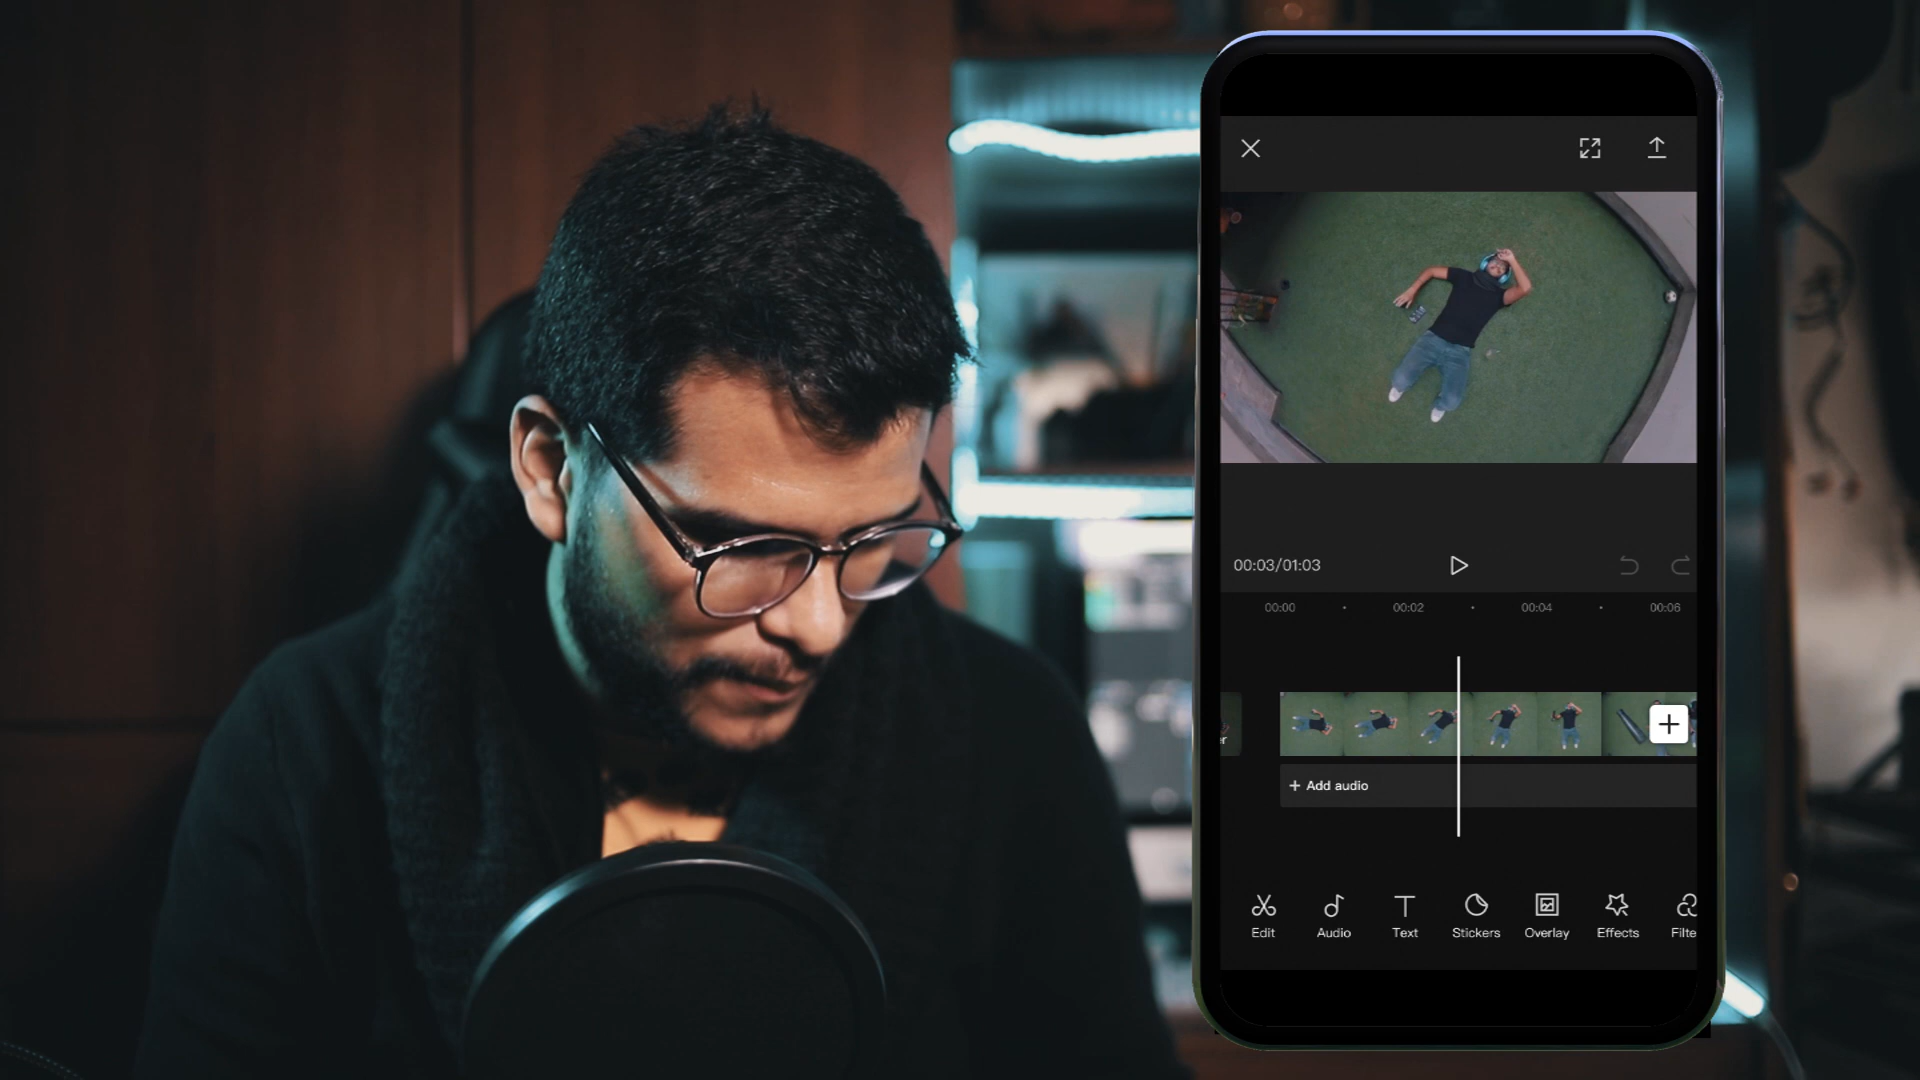 00:03/01:03
00:00 00:02 00:04 00:06
r
+ Add audio
Edit Audio Text Stickers Overlay Effects Filte